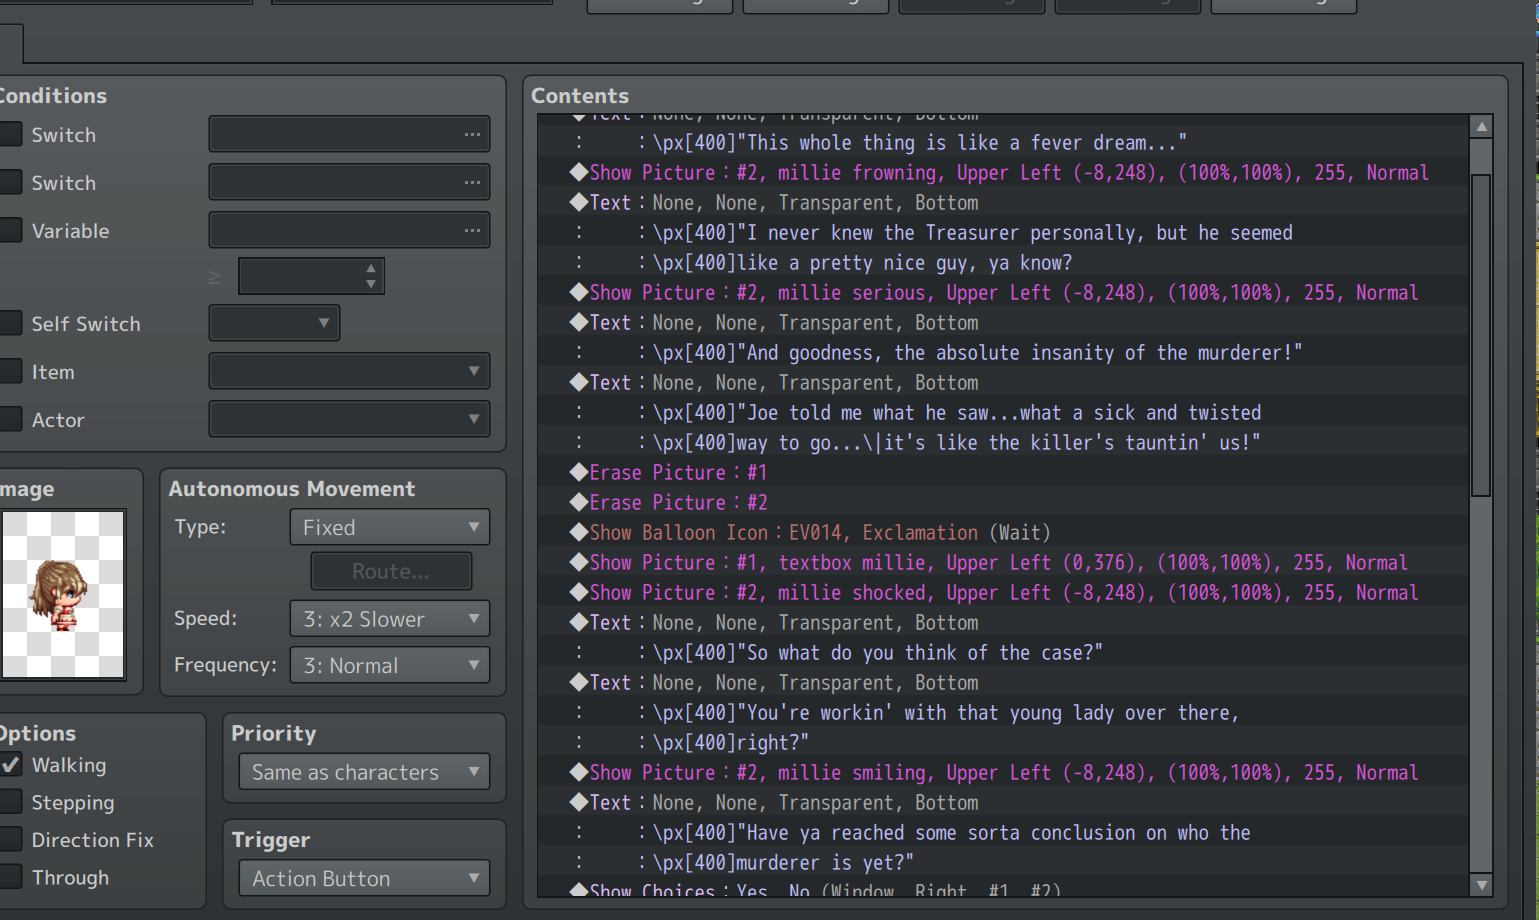 Conditions
Switch
...
Switch
...
Variable
...
≥
Self Switch
Item
Actor
mage
Autonomous Movement
Type:
Fixed
Route...
Speed:
3: x2 Slower
Frequency:
3: Normal
Options
Walking
Stepping
Direction Fix
Through
Priority
Same as characters
Trigger
Action Button
Contents
◆Text：None, None, Transparent, Bottom
：　：\px[400]"This whole thing is like a fever dream..."
◆Show Picture：#2, millie frowning, Upper Left (-8,248), (100%,100%), 255, Normal
◆Text：None, None, Transparent, Bottom
：　：\px[400]"I never knew the Treasurer personally, but he seemed
：　：\px[400]like a pretty nice guy, ya know?
◆Show Picture：#2, millie serious, Upper Left (-8,248), (100%,100%), 255, Normal
◆Text：None, None, Transparent, Bottom
：　：\px[400]"And goodness, the absolute insanity of the murderer!"
◆Text：None, None, Transparent, Bottom
：　：\px[400]"Joe told me what he saw...what a sick and twisted
：　：\px[400]way to go...\|it's like the killer's tauntin' us!"
◆Erase Picture：#1
◆Erase Picture：#2
◆Show Balloon Icon：EV014, Exclamation (Wait)
◆Show Picture：#1, textbox millie, Upper Left (0,376), (100%,100%), 255, Normal
◆Show Picture：#2, millie shocked, Upper Left (-8,248), (100%,100%), 255, Normal
◆Text：None, None, Transparent, Bottom
：　：\px[400]"So what do you think of the case?"
◆Text：None, None, Transparent, Bottom
：　：\px[400]"You're workin' with that young lady over there,
：　：\px[400]right?"
◆Show Picture：#2, millie smiling, Upper Left (-8,248), (100%,100%), 255, Normal
◆Text：None, None, Transparent, Bottom
：　：\px[400]"Have ya reached some sorta conclusion on who the
：　：\px[400]murderer is yet?"
◆Show Choices：Yes, No (Window, Right, #1, #2)